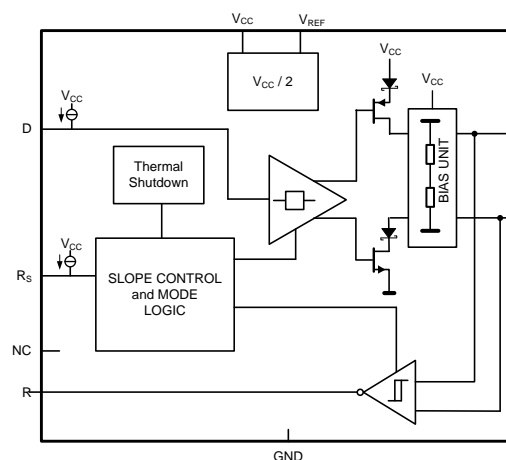 VCC VREF
VCC
VCC / 2
VCC
VCC
D
Thermal
Shutdown
BIAS UNIT
VCC
RS
SLOPE CONTROL
and MODE
LOGIC
NC
R
GND